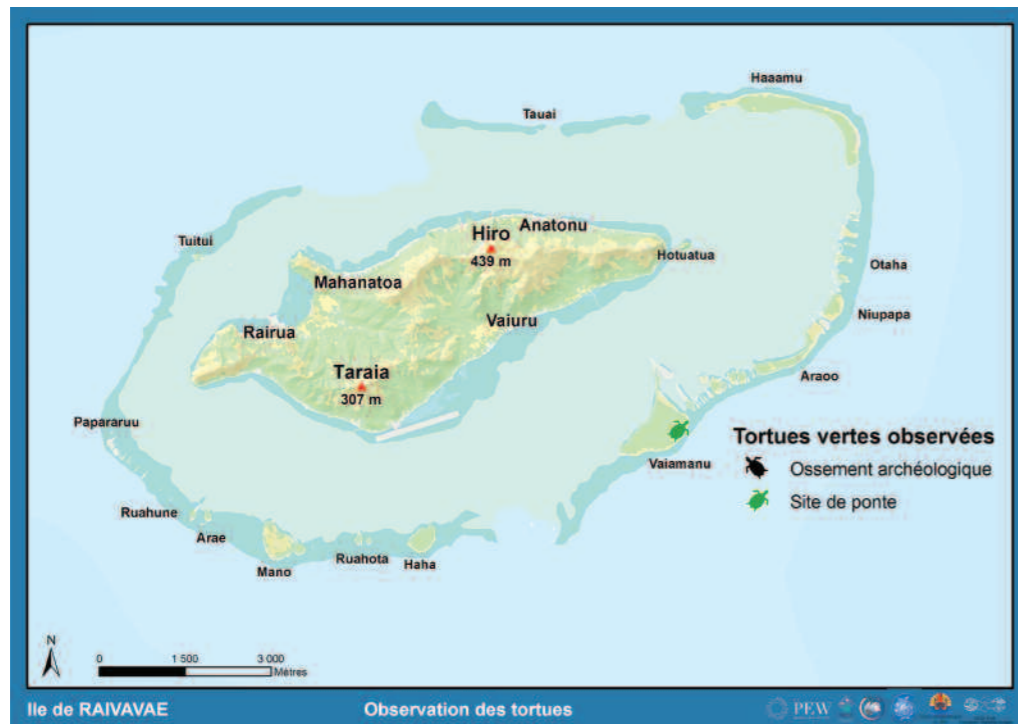 Haaamu
Tauai
Tuitui
Hiro
Anatonu
439 m
Hotuatua
Otaha
Mahanatoa
Niupapa
Vaiuru
Rairua
Taraia
307 m
Araoo
Papararuu
Tortues vertes observées
Vaiamanu
Ossement archéologique
Site de ponte
Ruahune
Arae
Mano
Ruahota
Haha
N
0 1 500 3 000
Mètres
Ile de RAIVAVAE
Observation des tortues
PEW